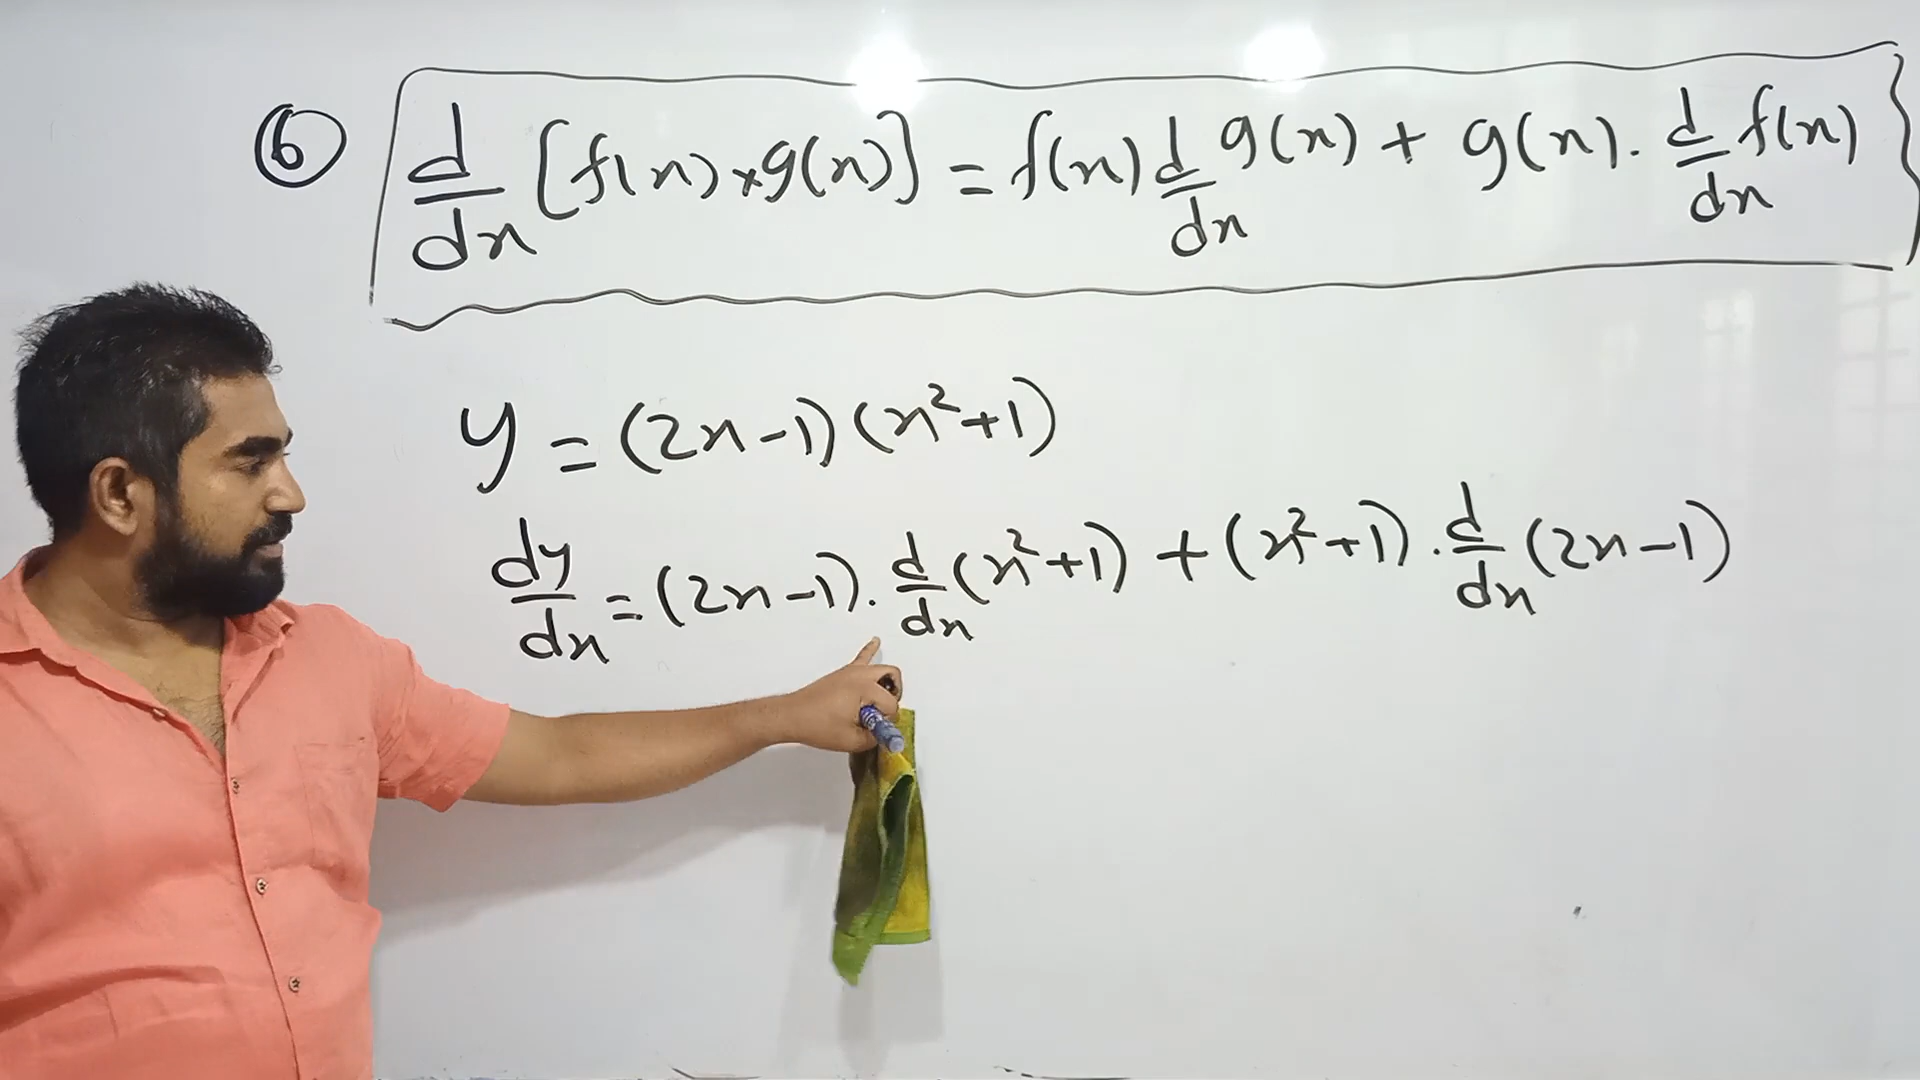 ⑥ d/dx [f(x) × g(x)] = f(x) d/dx g(x) + g(x) . d/dx f(x)
y = (2x-1)(x²+1)
dy/dx = (2x-1) . d/dx (x²+1) + (x²+1) . d/dx (2x-1)